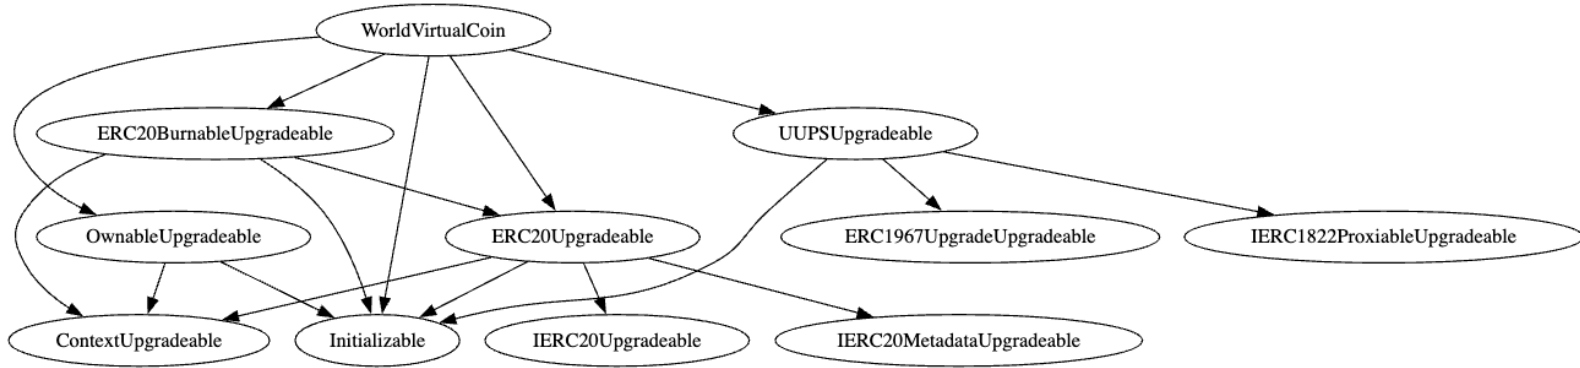 WorldVirtualCoin
ERC20BurnableUpgradeable
UUPSUpgradeable
OwnableUpgradeable
ERC20Upgradeable
ERC1967UpgradeUpgradeable
IERC1822ProxiableUpgradeable
ContextUpgradeable
Initializable
IERC20Upgradeable
IERC20MetadataUpgradeable